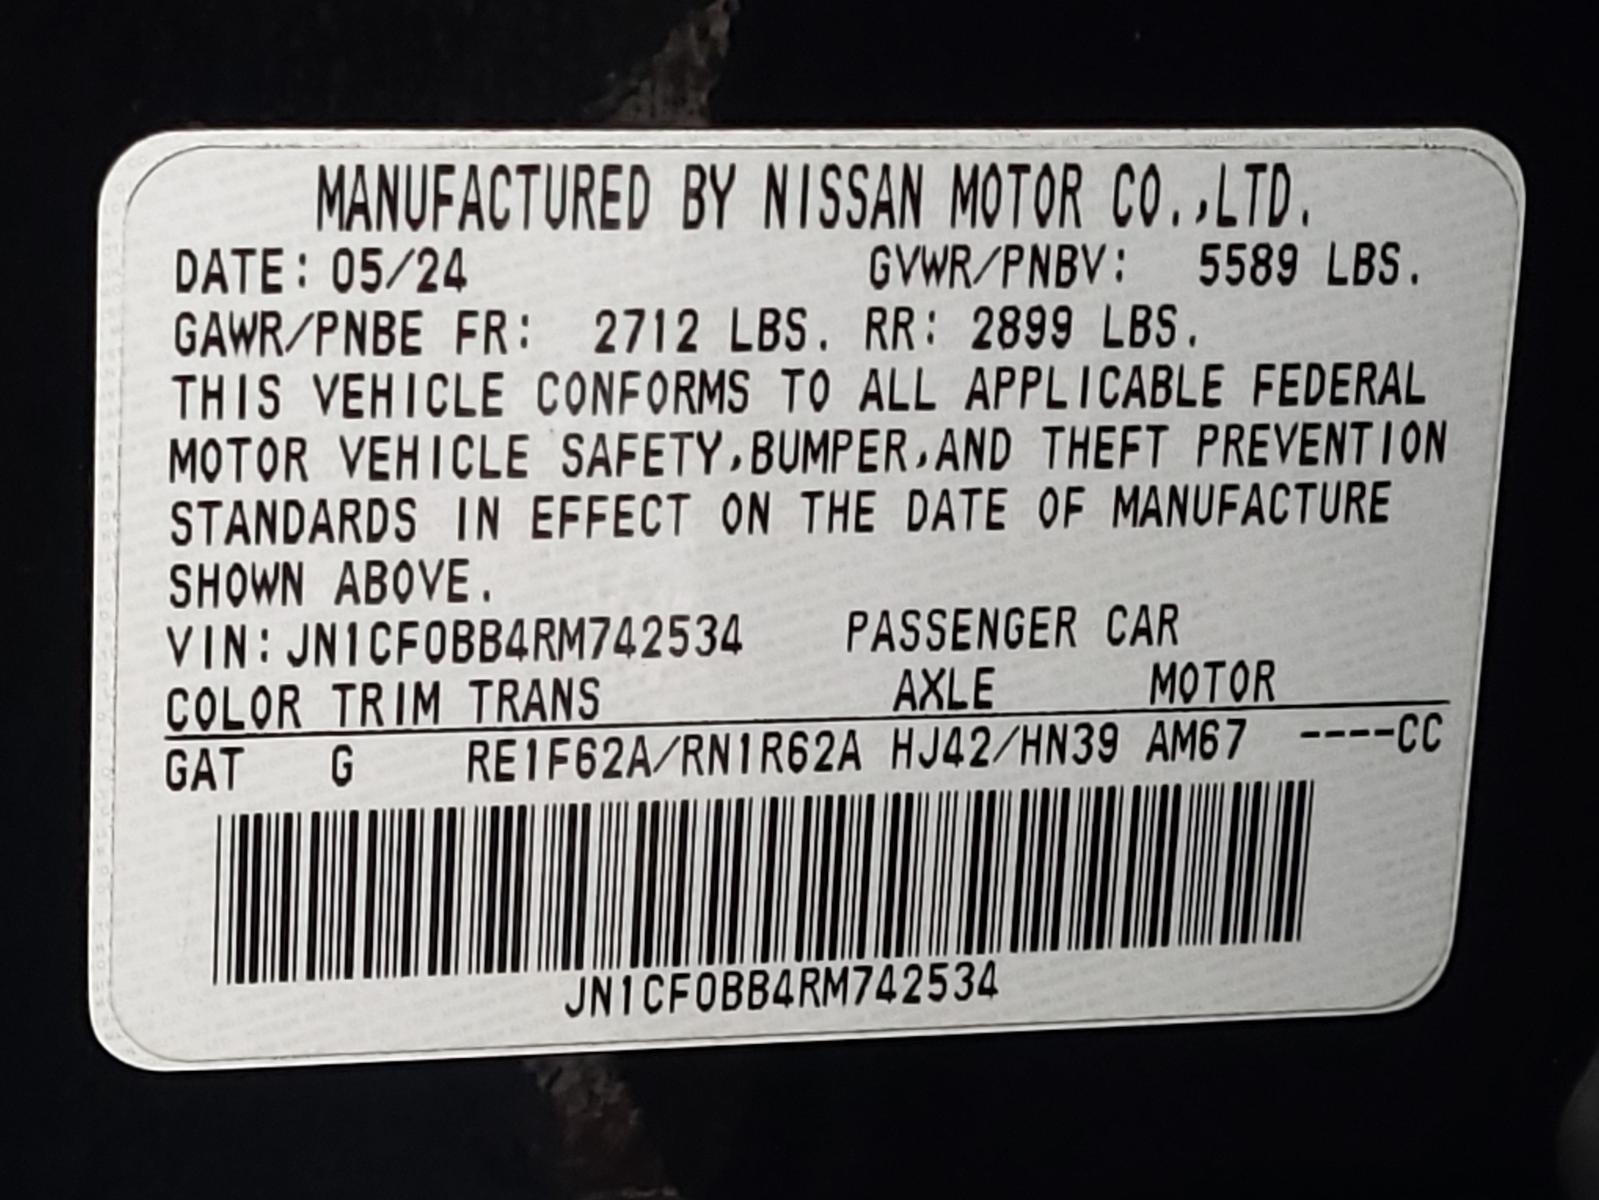 MANUFACTURED BY NISSAN MOTOR CO.,LTD.
DATE: 05/24 GVWR/PNBV: 5589 LBS.
GAWR/PNBE FR: 2712 LBS. RR: 2899 LBS.
THIS VEHICLE CONFORMS TO ALL APPLICABLE FEDERAL
MOTOR VEHICLE SAFETY,BUMPER,AND THEFT PREVENTION
STANDARDS IN EFFECT ON THE DATE OF MANUFACTURE
SHOWN ABOVE.
VIN:JN1CF0BB4RM742534 PASSENGER CAR
COLOR TRIM TRANS AXLE MOTOR
GAT G RE1F62A/RN1R62A HJ42/HN39 AM67 ----CC
JN1CF0BB4RM742534